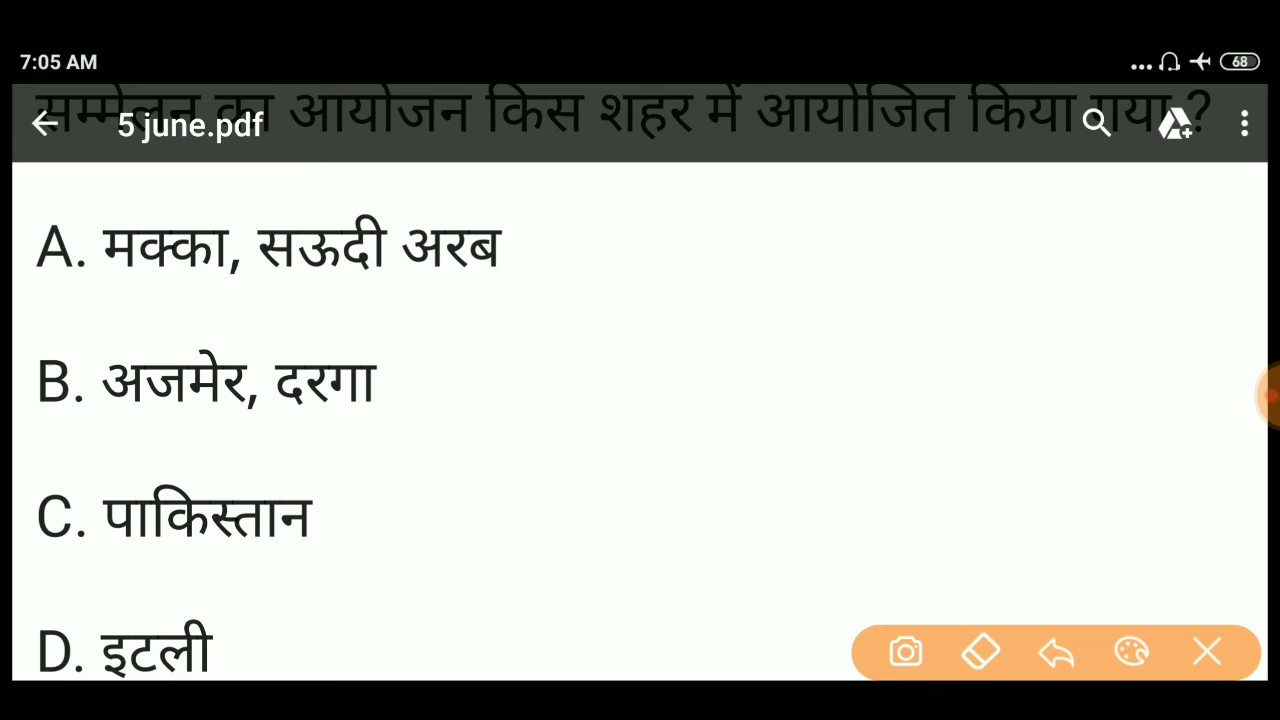 7:05 AM
68
सम्मेलन का आयोजन किस शहर में आयोजित किया गया ?
5 june.pdf
A. मक्का, सऊदी अरब
B. अजमेर, दरगा
C. पाकिस्तान
D. इटली